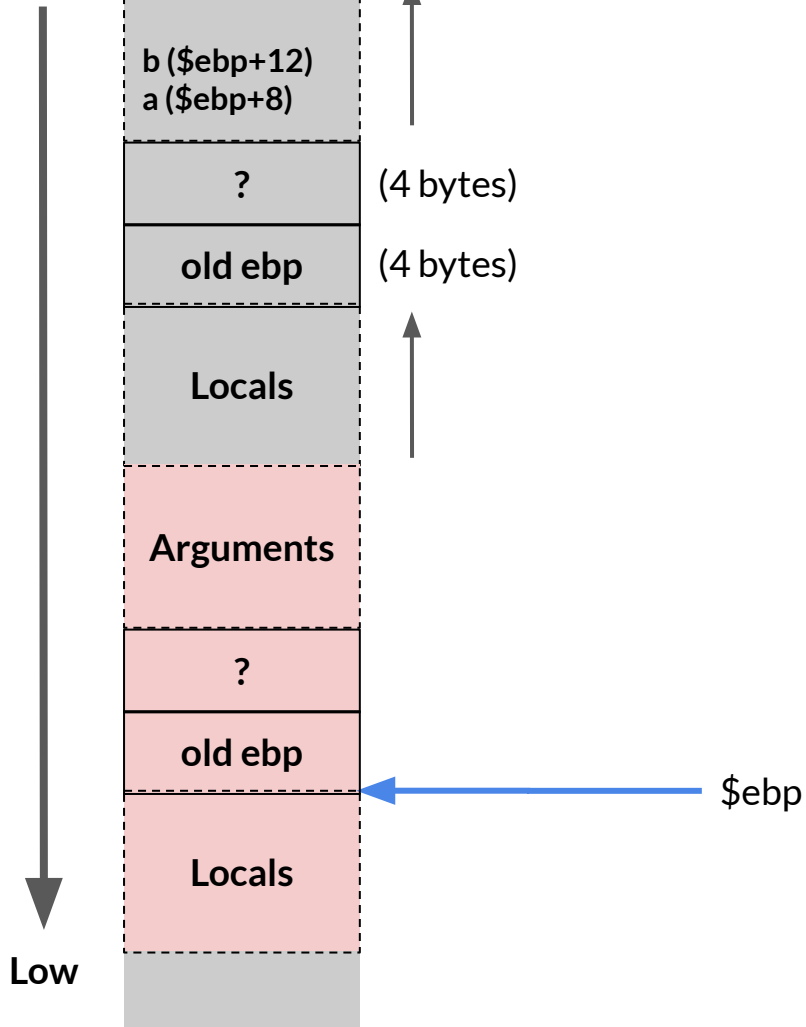 b ($ebp+12)
a ($ebp+8)
? (4 bytes)
old ebp (4 bytes)
Locals
Arguments
?
old ebp
$ebp
Locals
Low